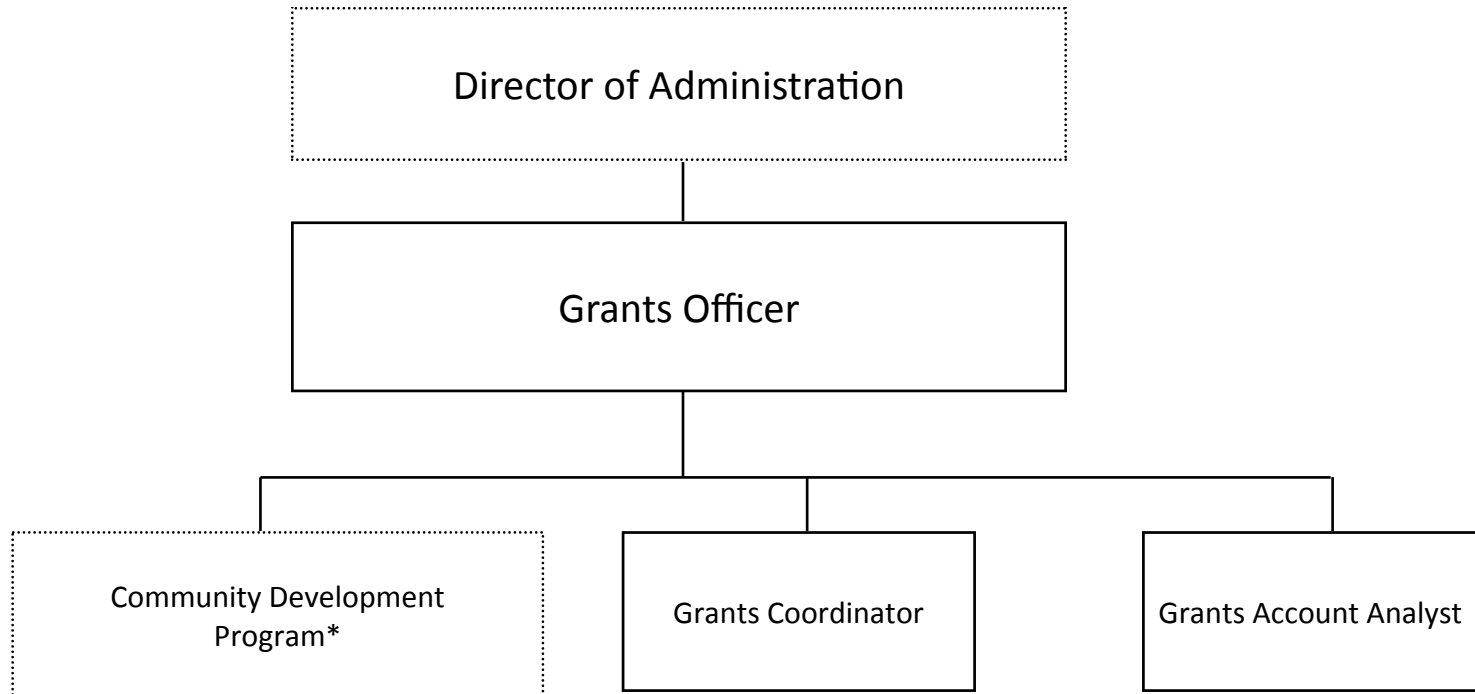 Director of Administration
Grants Officer
Community Development
Program*
Grants Coordinator
Grants Account Analyst